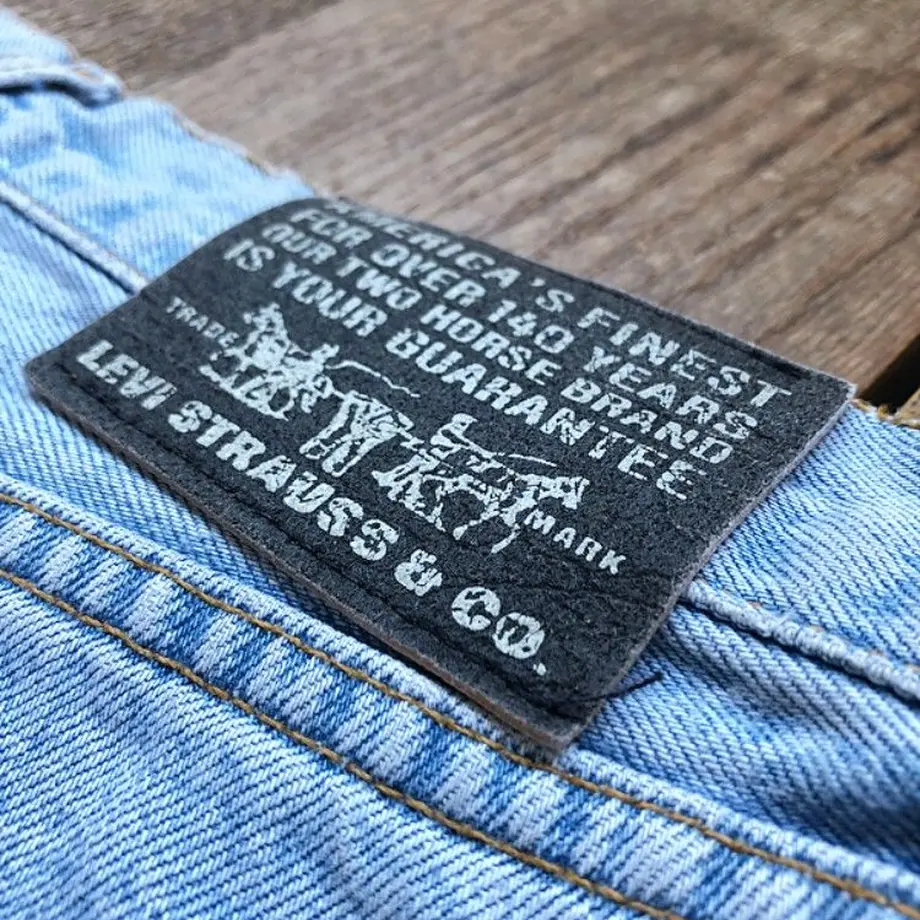 AMERICA'S FINEST
FOR OVER 140 YEARS
OUR TWO HORSE BRAND
IS YOUR GUARANTEE
TRADE MARK
LEVI STRAUSS & CO.